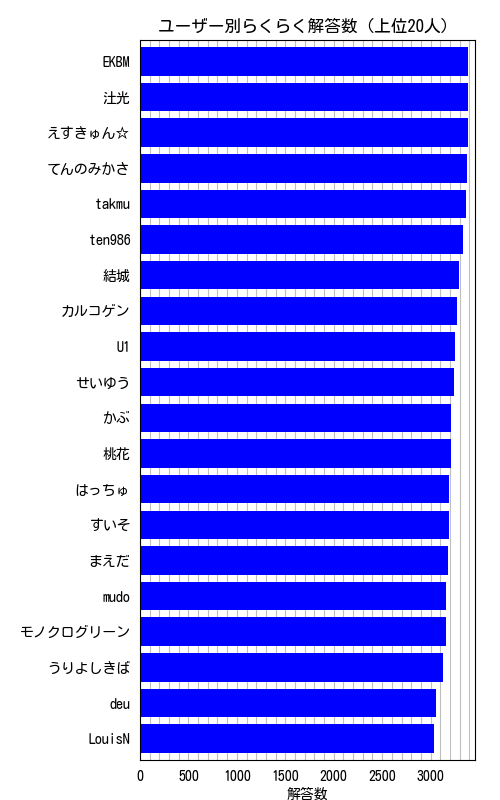 ユーザー別らくらく解答数（上位20人）
EKBM
汢光
えすきゅん☆
てんのみかさ
takmu
ten986
結城
カルコゲン
U1
せいゆう
かぶ
桃花
はっちゅ
すいそ
まえだ
mudo
モノクログリーン
うりよしきば
deu
LouisN
0 500 1000 1500 2000 2500 3000
解答数